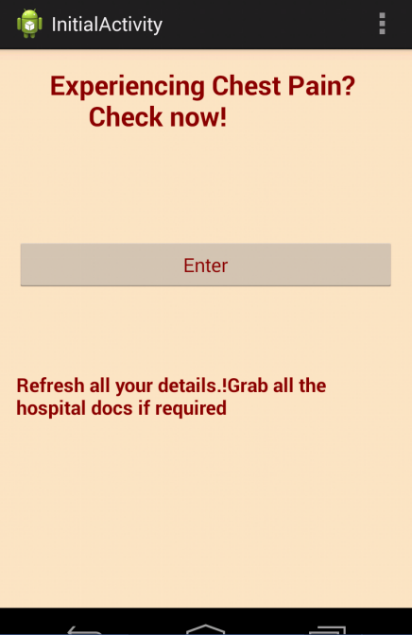 InitialActivity
Experiencing Chest Pain?
Check now!
Enter
Refresh all your details.!Grab all the
hospital docs if required